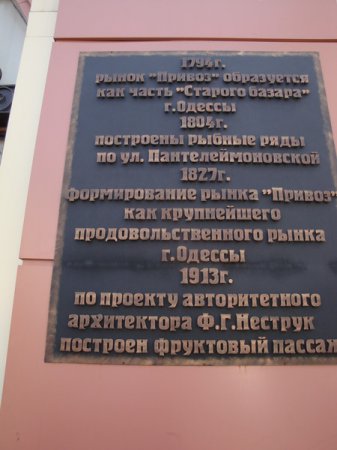 1794г.
рынок "Привоз" образуется
как часть "Старого базара"
г.Одессы
1804г.
построены рыбные ряды
по ул. Пантелеймоновской
1827г.
формирование рынка "Привоз"
как крупнейшего
продовольственного рынка
г.Одессы
1913г.
по проекту авторитетного
архитектора Ф.Г.Неструк
построен фруктовый пассаж